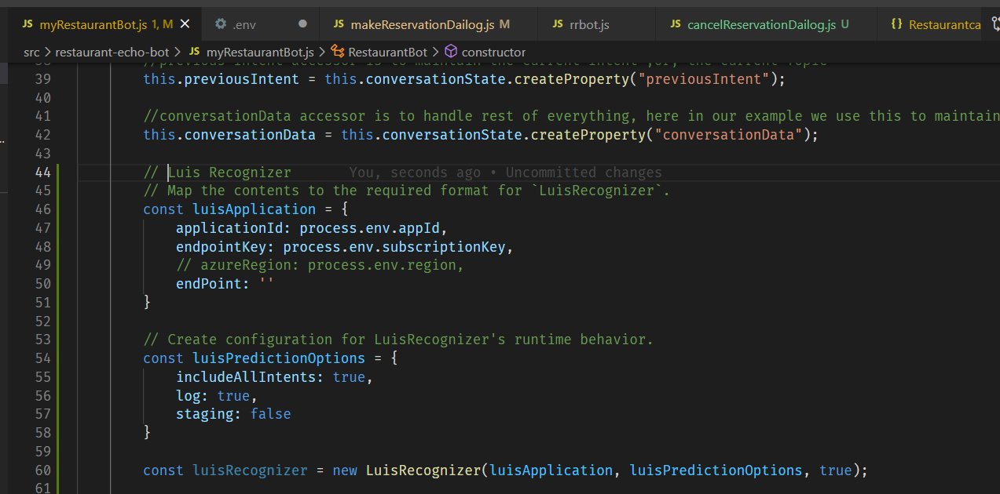 JS myRestaurantBot.js 1, M × .env ● JS makeReservationDailog.js M JS rrbot.js JS cancelReservationDailog.js U {} Restaurantca
src > restaurant-echo-bot > JS myRestaurantBot.js > RestaurantBot > constructor
38 //previous intent accessor is to maintain the current intent ,or, the current Topic
39 this.previousIntent = this.conversationState.createProperty("previousIntent");
40
41 //conversationData accessor is to handle rest of everything, here in our example we use this to maintain
42 this.conversationData = this.conversationState.createProperty("conversationData");
43
44 // Luis Recognizer You, seconds ago • Uncommitted changes
45 // Map the contents to the required format for `LuisRecognizer`.
46 const luisApplication = {
47 applicationId: process.env.appId,
48 endpointKey: process.env.subscriptionKey,
49 // azureRegion: process.env.region,
50 endPoint: ''
51 }
52
53 // Create configuration for LuisRecognizer's runtime behavior.
54 const luisPredictionOptions = {
55 includeAllIntents: true,
56 log: true,
57 staging: false
58 }
59
60 const luisRecognizer = new LuisRecognizer(luisApplication, luisPredictionOptions, true);
61